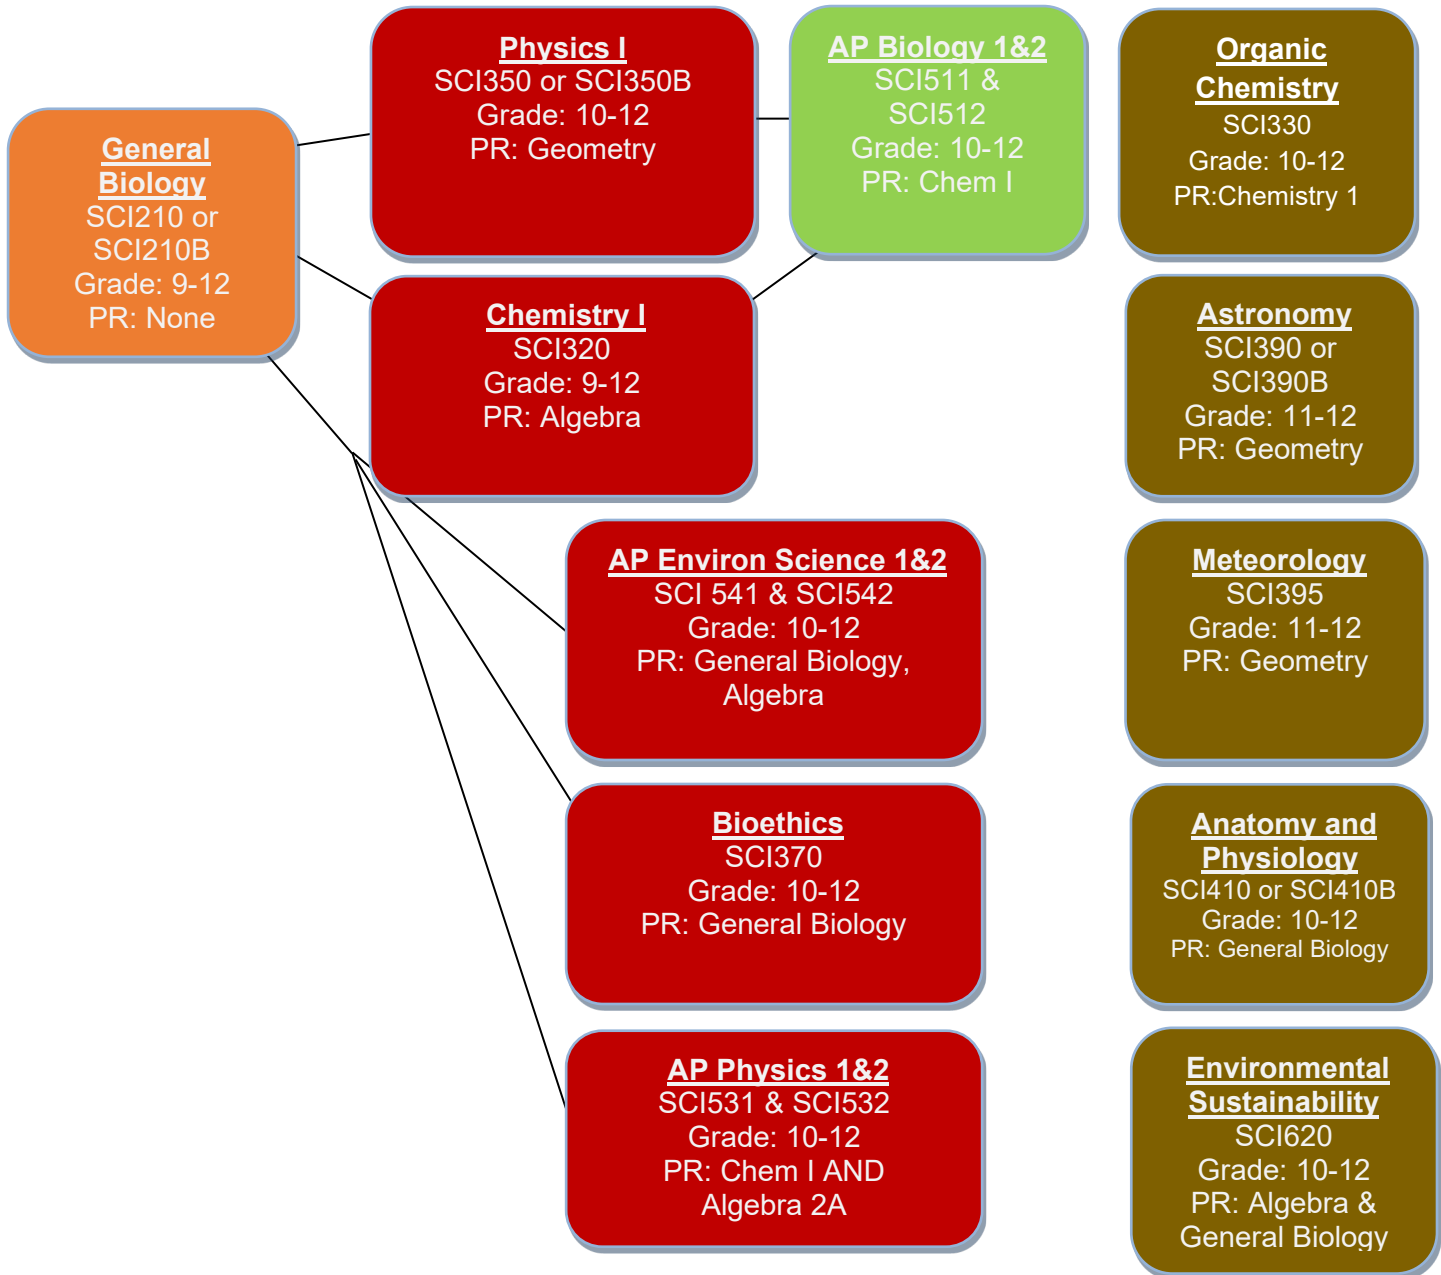 General
Biology
SCI210 or
SCI210B
Grade: 9-12
PR: None
Physics I
SCI350 or SCI350B
Grade: 10-12
PR: Geometry
AP Biology 1&2
SCI511 &
SCI512
Grade: 10-12
PR: Chem I
Organic
Chemistry
SCI330
Grade: 10-12
PR:Chemistry 1
Chemistry I
SCI320
Grade: 9-12
PR: Algebra
Astronomy
SCI390 or
SCI390B
Grade: 11-12
PR: Geometry
AP Environ Science 1&2
SCI 541 & SCI542
Grade: 10-12
PR: General Biology,
Algebra
Meteorology
SCI395
Grade: 11-12
PR: Geometry
Bioethics
SCI370
Grade: 10-12
PR: General Biology
Anatomy and
Physiology
SCI410 or SCI410B
Grade: 10-12
PR: General Biology
AP Physics 1&2
SCI531 & SCI532
Grade: 10-12
PR: Chem I AND
Algebra 2A
Environmental
Sustainability
SCI620
Grade: 10-12
PR: Algebra &
General Biology